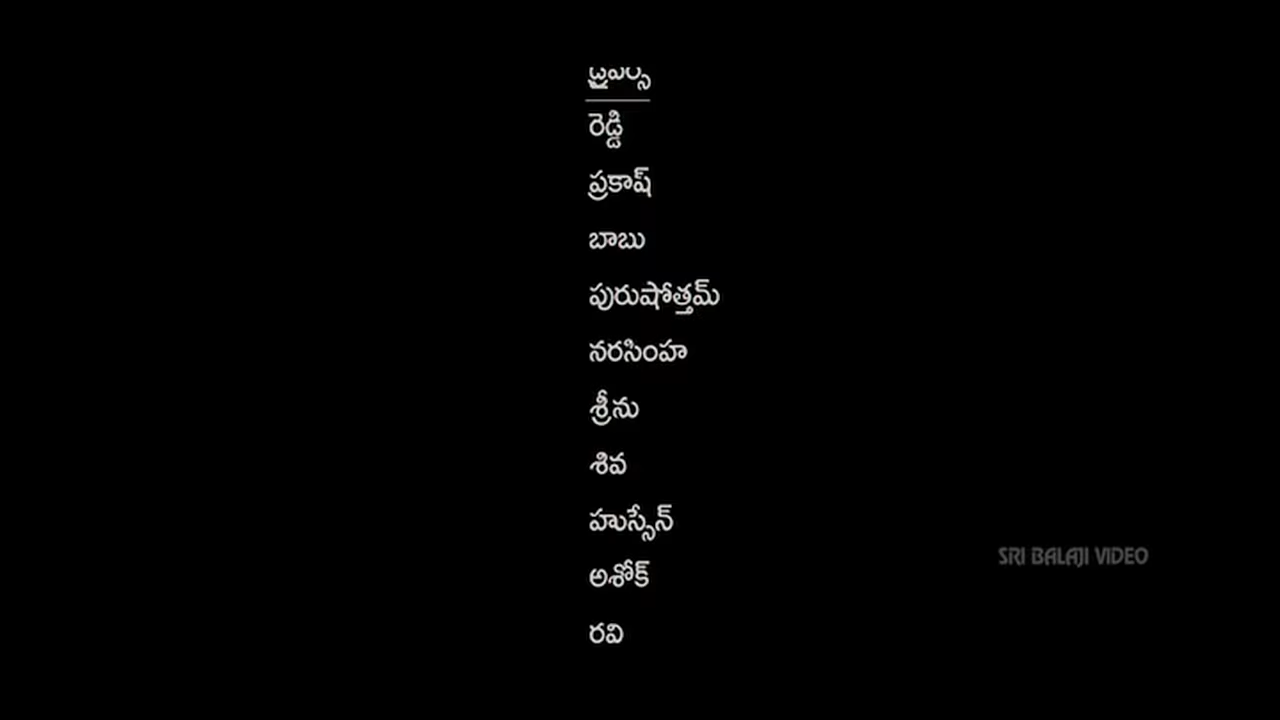 డ్రైవర్స్
రెడ్డి
ప్రకాష్
బాబు
పురుషోత్తమ్
నరసింహ
శ్రీను
శివ
హుస్సేన్
అశోక్
రవి
SRI BALAJI VIDEO